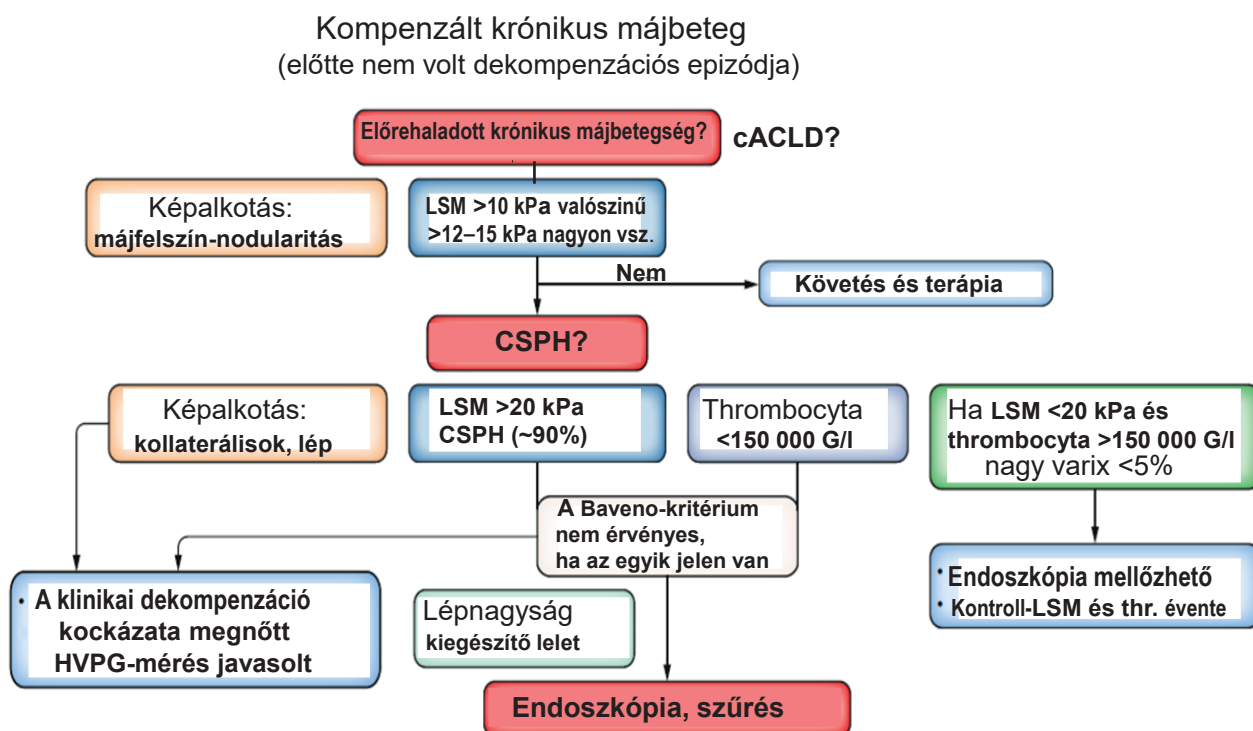 Kompenzált krónikus májbeteg
(előtte nem volt dekompenzációs epizódja)
Előrehaladott krónikus májbetegség?
cACLD?
Képalkotás:
májfelszín-nodularitás
LSM >10 kPa valószinű
>12–15 kPa nagyon vsz.
Nem
Követés és terápia
CSPH?
Képalkotás:
kollaterálisok, lép
LSM >20 kPa
CSPH (~90%)
Thrombocyta
<150 000 G/l
Ha LSM <20 kPa és
thrombocyta >150 000 G/l
nagy varix <5%
A Baveno-kritérium
nem érvényes,
ha az egyik jelen van
· A klinikai dekompenzáció
kockázata megnőtt
HVPG-mérés javasolt
Lépnagyság
kiegészítő lelet
· Endoszkópia mellőzhető
· Kontroll-LSM és thr. évente
Endoszkópia, szűrés